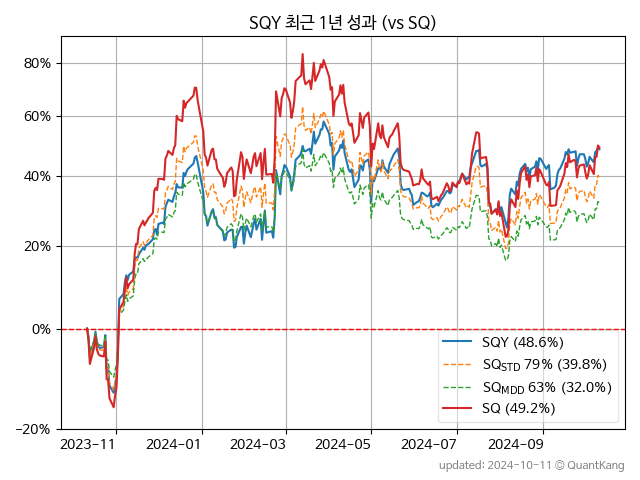 SQY 최근 1년 성과 (vs SQ)
80%
60%
40%
20%
0%
−20%
2023−11
2024−01
2024−03
2024−05
2024−07
2024−09
SQY (48.6%)
SQSTD 79% (39.8%)
SQMDD 63% (32.0%)
SQ (49.2%)
updated: 2024-10-11 © QuantKang